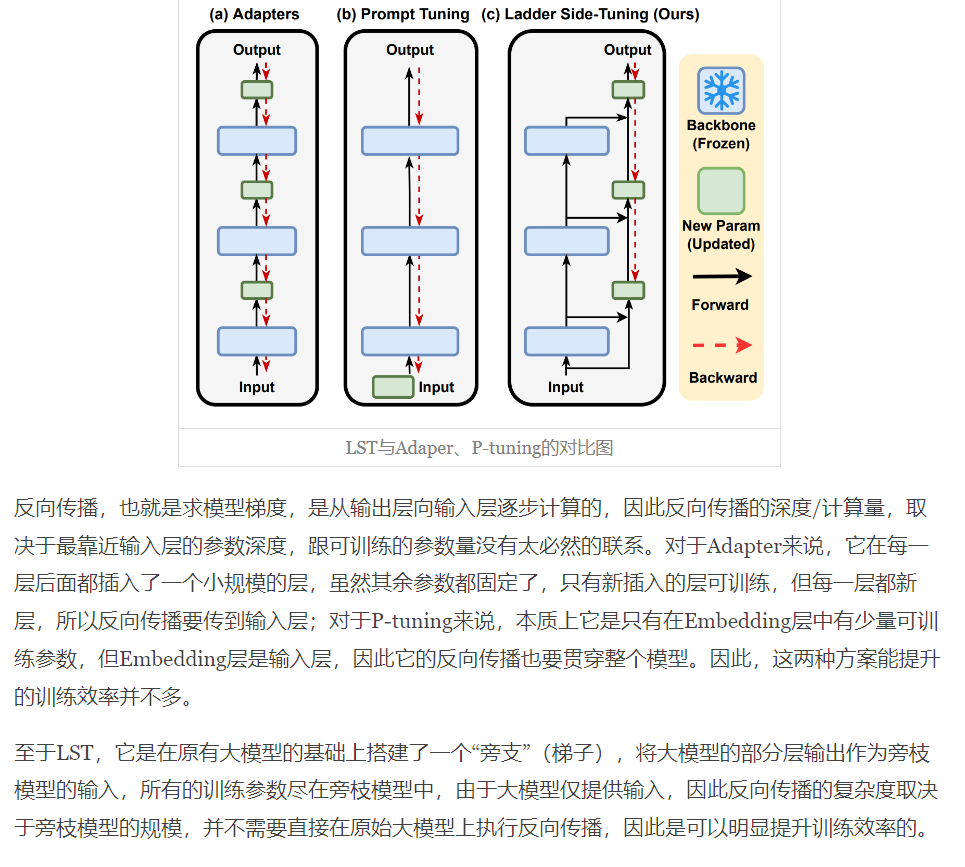 (a) Adapters
(b) Prompt Tuning
(c) Ladder Side-Tuning (Ours)
Output
Output
Output
Input
Input
Input
Backbone
(Frozen)
New Param
(Updated)
Forward
Backward
LST与Adaper、P-tuning的对比图
反向传播，也就是求模型梯度，是从输出层向输入层逐步计算的，因此反向传播的深度/计算量，取
决于最靠近输入层的参数深度，跟可训练的参数量没有太必然的联系。对于Adapter来说，它在每一
层后面都插入了一个小规模的层，虽然其余参数都固定了，只有新插入的层可训练，但每一层都新
层，所以反向传播要传到输入层；对于P-tuning来说，本质上它是只有在Embedding层中有少量可训
练参数，但Embedding层是输入层，因此它的反向传播也要贯穿整个模型。因此，这两种方案能提升
的训练效率并不多。
至于LST，它是在原有大模型的基础上搭建了一个“旁支”（梯子），将大模型的部分层输出作为旁枝
模型的输入，所有的训练参数尽在旁枝模型中，由于大模型仅提供输入，因此反向传播的复杂度取决
于旁枝模型的规模，并不需要直接在原始大模型上执行反向传播，因此是可以明显提升训练效率的。